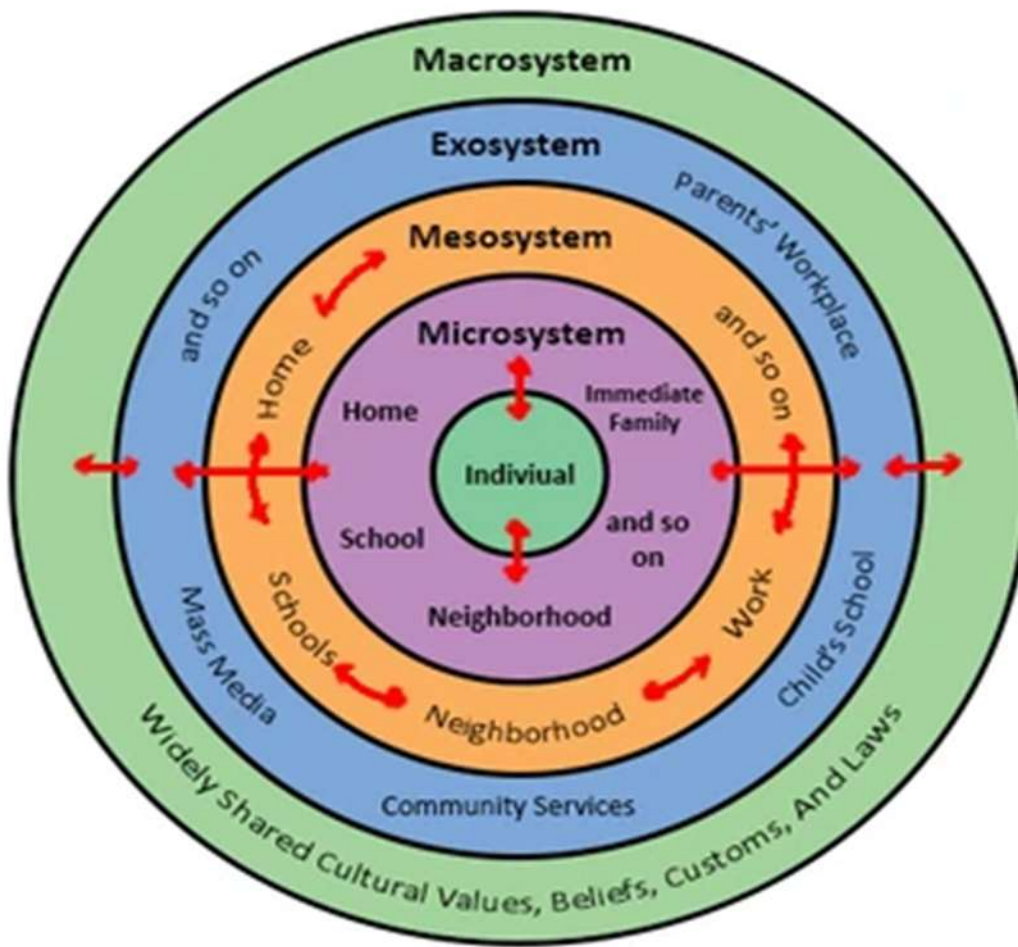 Macrosystem
Exosystem
Parents' Workplace
and so on
Mesosystem
Home
and so on
Microsystem
Home
Immediate
Family
Indiviual
School
and so
on
Neighborhood
Schools
Work
Neighborhood
Mass Media
Child's School
Community Services
Widely Shared Cultural Values, Beliefs, Customs, And Laws